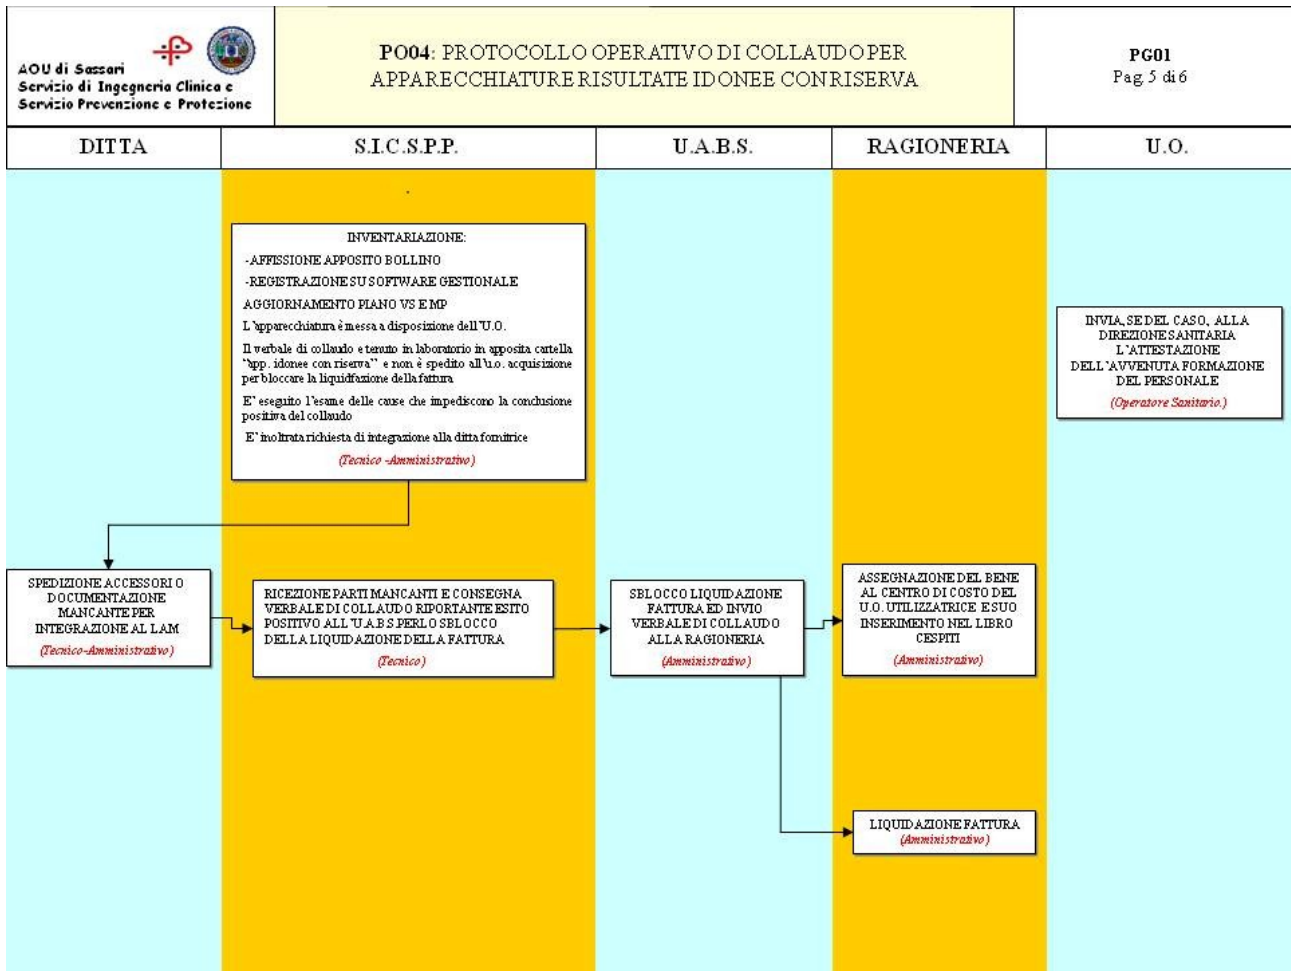 AOU di Sassari
Servizio di Ingegneria Clinica e
Servizio Prevenzione e Protezione
PO04: PROTOCOLLO OPERATIVO DI COLLAUDO PER
APPARECCHIATURE RISULTATE IDONEE CON RISERVA
PG01
Pag. 5 di 6
DITTA
S.I.C.S.P.P.
U.A.B.S.
RAGIONERIA
U.O.
INVENTARIAZIONE:
-AFFISSIONE APPOSITO BOLLINO
-REGISTRAZIONE SU SOFTWARE GESTIONALE
AGGIORNAMENTO PIANO VS E MP
L'apparecchiatura è messa a disposizione dell'U.O.
Il verbale di collaudo e tenuto in laboratorio in apposita cartella
"app. idonee con riserva" e non è spedito all'u.o. acquisizione
per bloccare la liquidfazione della fattura
E' eseguito l'esame delle cause che impediscono la conclusione
positiva del collaudo
E' inoltrata richiesta di integrazione alla ditta fornitrice
(Tecnico -Amministrativo)
INVIA, SE DEL CASO, ALLA
DIREZIONE SANITARIA
L'ATTESTAZIONE
DELL'AVVENUTA FORMAZIONE
DEL PERSONALE
(Operatore Sanitario.)
SPEDIZIONE ACCESSORI O
DOCUMENTAZIONE
MANCANTE PER
INTEGRAZIONE AL LAM
(Tecnico-Amministrativo)
RICEZIONE PARTI MANCANTI E CONSEGNA
VERBALE DI COLLAUDO RIPORTANTE ESITO
POSITIVO ALL'U.A.B.S. PER LO SBLOCCO
DELLA LIQUIDAZIONE DELLA FATTURA
(Tecnico)
SBLOCCO LIQUIDAZIONE
FATTURA ED INVIO
VERBALE DI COLLAUDO
ALLA RAGIONERIA
(Amministrativo)
ASSEGNAZIONE DEL BENE
AL CENTRO DI COSTO DEL
U.O. UTILIZZATRICE E SUO
INSERIMENTO NEL LIBRO
CESPITI
(Amministrativo)
LIQUIDAZIONE FATTURA
(Amministrativo)